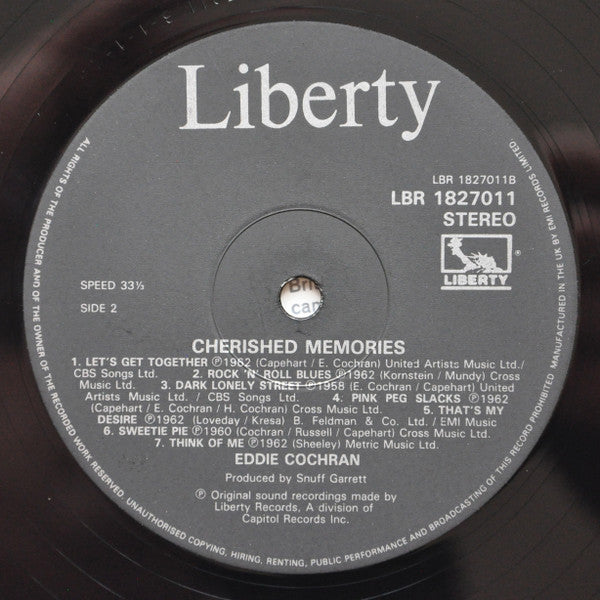 Liberty
LBR 1827011B
LBR 1827011
STEREO
LIBERTY
®
SPEED 33⅓
SIDE 2
Bri
can
CHERISHED MEMORIES
1. LET'S GET TOGETHER ℗1962 (Capehart / E. Cochran) United Artists Music Ltd./
CBS Songs Ltd. 2. ROCK 'N' ROLL BLUES ℗1962 (Kornstein / Mundy) Cross
Music Ltd. 3. DARK LONELY STREET ℗1958 (E. Cochran / Capehart) United
Artists Music Ltd. / CBS Songs Ltd. 4. PINK PEG SLACKS ℗1962
(Capehart / E. Cochran / H. Cochran) Cross Music Ltd. 5. THAT'S MY
DESIRE ℗1962 (Loveday / Kresa) B. Feldman & Co. Ltd. / EMI Music
6. SWEETIE PIE ℗1960 (Cochran / Russell / Capehart) Cross Music Ltd.
7. THINK OF ME ℗1962 (Sheeley) Metric Music Ltd.
EDDIE COCHRAN
Produced by Snuff Garrett
℗ Original sound recordings made by
Liberty Records, A division of
Capitol Records Inc.
ALL RIGHTS OF THE PRODUCER AND OF THE OWNER OF THE RECORDED WORK RESERVED. UNAUTHORISED COPYING, HIRING, RENTING, PUBLIC PERFORMANCE AND BROADCASTING OF THIS RECORD PROHIBITED. MANUFACTURED IN THE UK BY EMI RECORDS LIMITED.